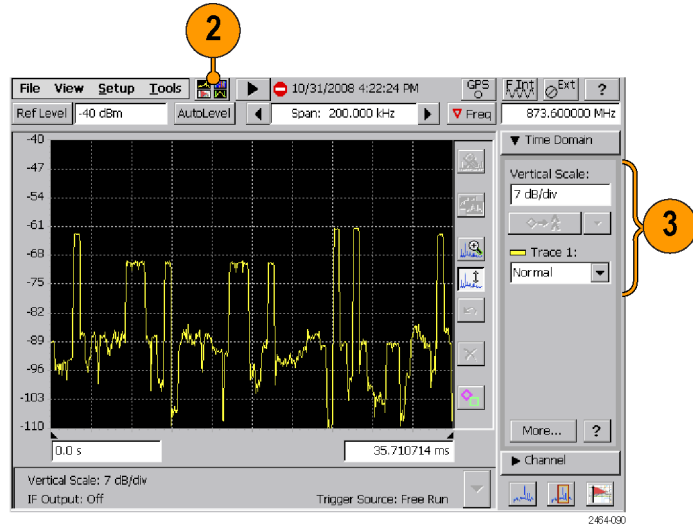 2
File View Setup Tools 10/31/2008 4:22:24 PM GPS F.Int Ext ?
Ref Level -40 dBm AutoLevel Span: 200.000 kHz Freq 873.600000 MHz
-40
-47
-54
-61
-68
-75
-82
-89
-96
-103
-110
0.0 s 35.710714 ms
Time Domain
Vertical Scale:
7 dB/div
Trace 1:
Normal
3
More... ?
Channel
Vertical Scale: 7 dB/div
IF Output: Off Trigger Source: Free Run
2464-090